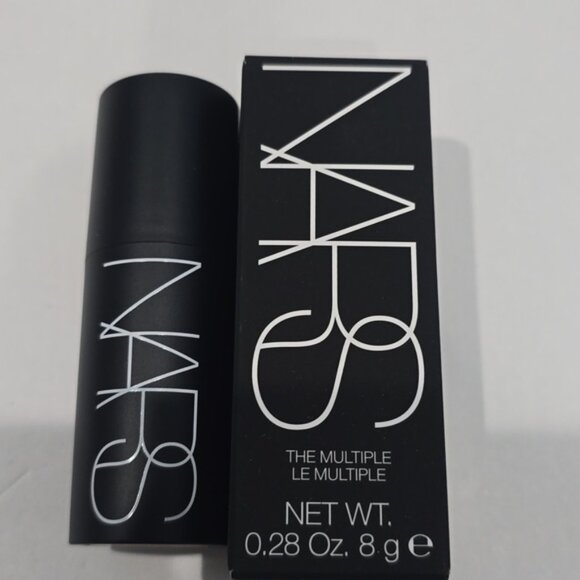 NARS
NARS
THE MULTIPLE
LE MULTIPLE
NET WT.
0.28 Oz. 8 g ℮